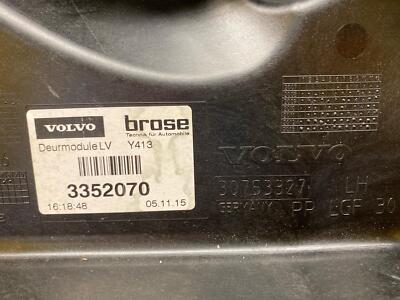 VOLVO brose
Technik für Automobile
Deurmodule LV Y413
3352070
16:18:48 05.11.15
VOLVO
30753327 LH
GERMANY PP LGF 30